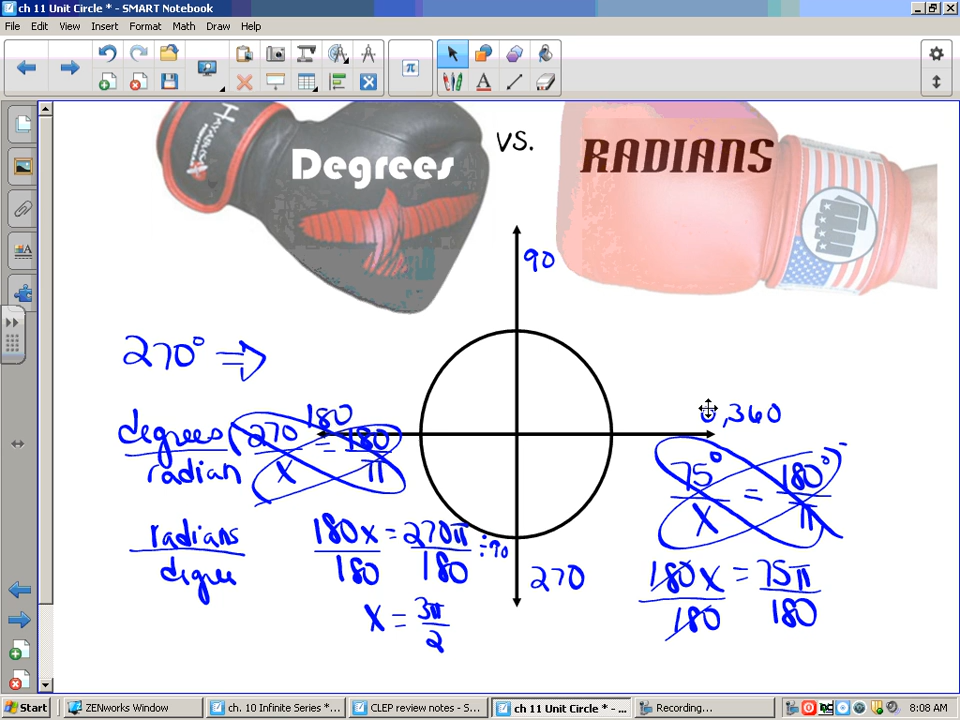 ch 11 Unit Circle * - SMART Notebook
File Edit View Insert Format Math Draw Help
Degrees
VS.
RADIANS
90
270° ⇒
180
0,360
degrees 270 = 180
radian x π
75° = 180°
x π
radians
degree
180x = 270π ÷ 90
180 180
270
180x = 75π
180 180
x = 3π
2
Start ZENworks Window ch. 10 Infinite Series *... CLEP review notes - S... ch 11 Unit Circle * - ... Recording... 8:08 AM